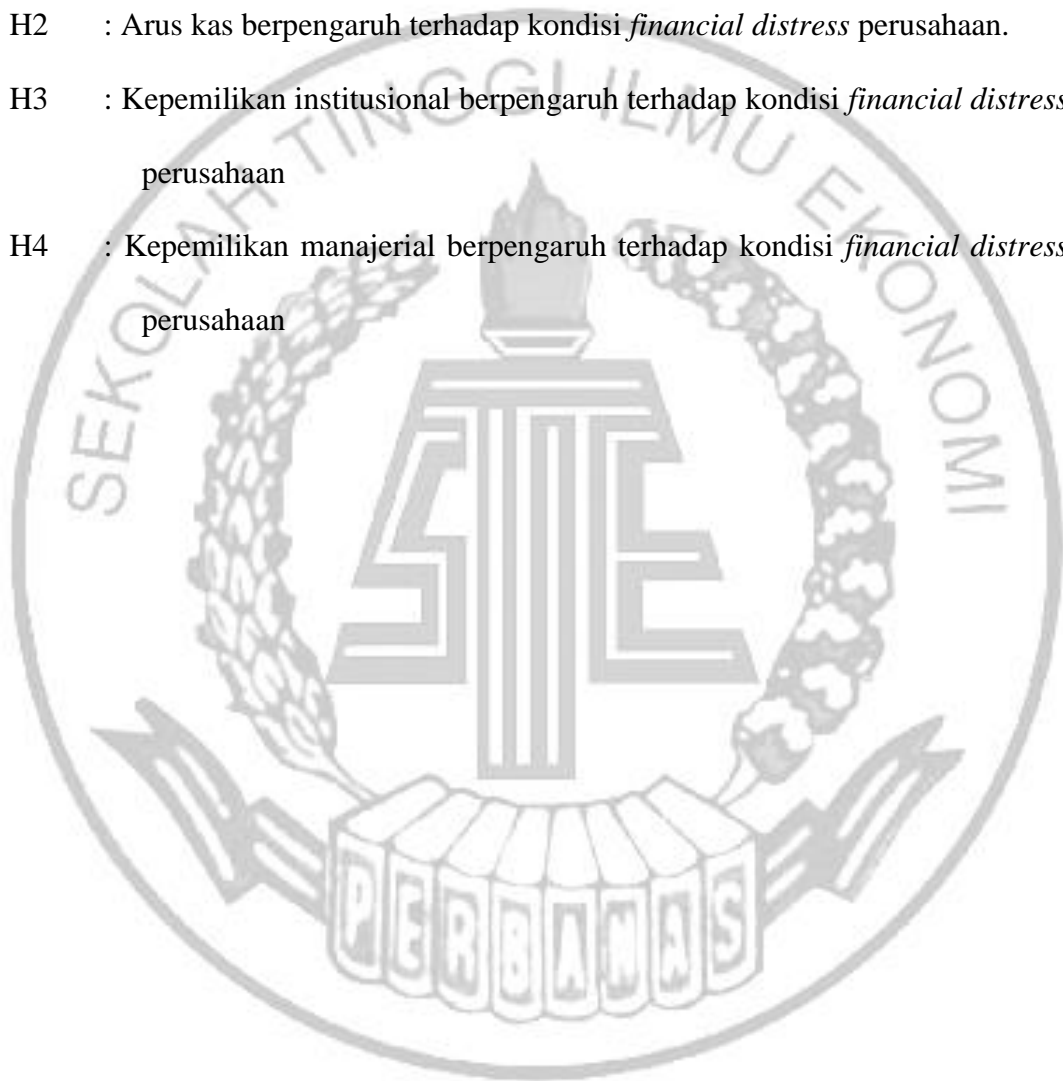 H2 : Arus kas berpengaruh terhadap kondisi financial distress perusahaan.
H3 : Kepemilikan institusional berpengaruh terhadap kondisi financial distress
perusahaan
H4 : Kepemilikan manajerial berpengaruh terhadap kondisi financial distress
perusahaan
SEKOLAH TINGGI ILMU EKONOMI
STIE
PERBANAS